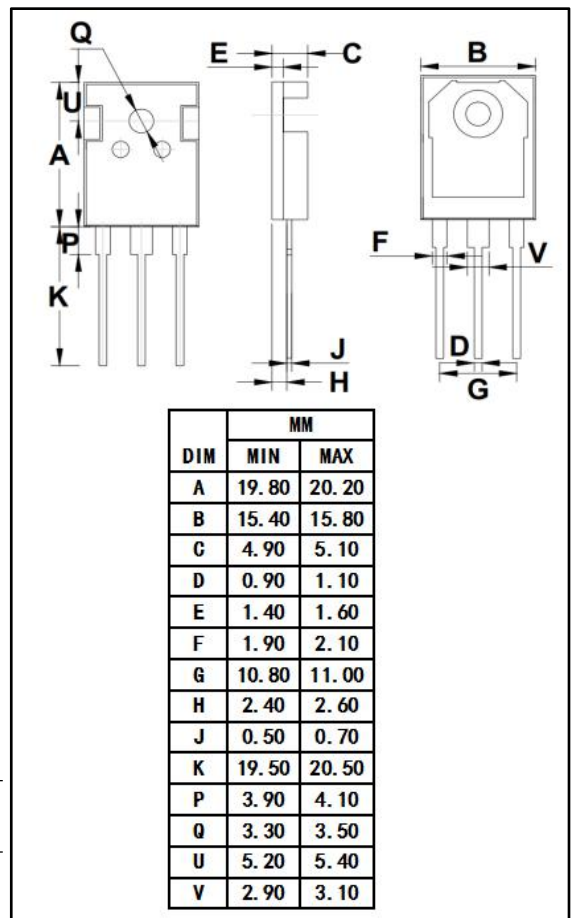 Q
E C B
U
A
P
F V
K
J D
H G
MM
DIM MIN MAX
A 19.80 20.20
B 15.40 15.80
C 4.90 5.10
D 0.90 1.10
E 1.40 1.60
F 1.90 2.10
G 10.80 11.00
H 2.40 2.60
J 0.50 0.70
K 19.50 20.50
P 3.90 4.10
Q 3.30 3.50
U 5.20 5.40
V 2.90 3.10